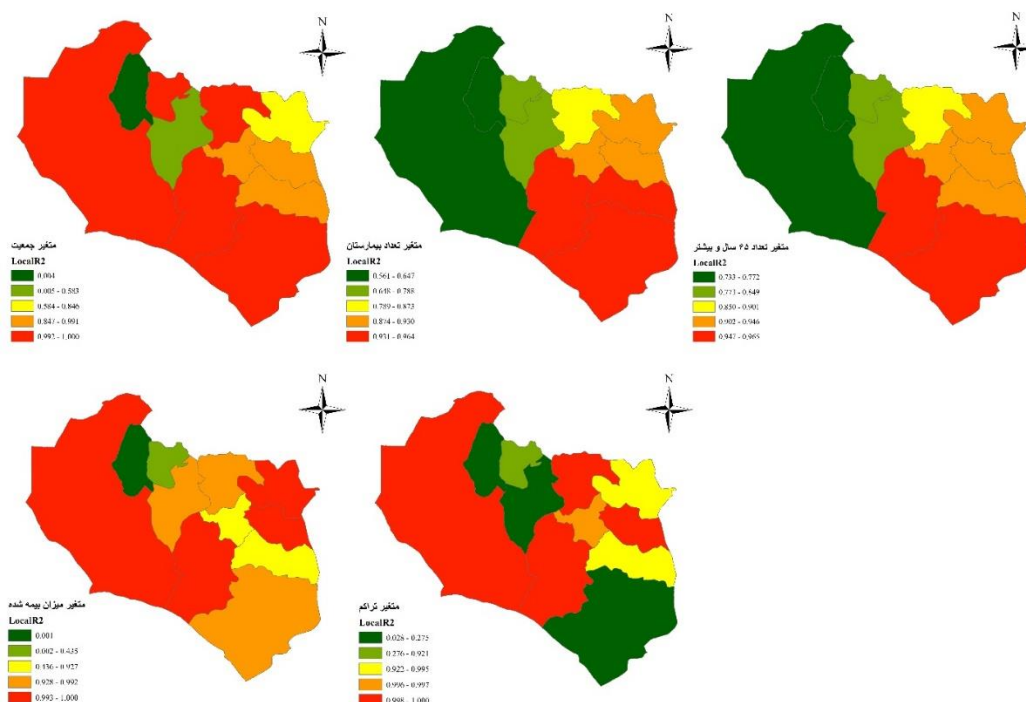 N
متغیر جمعیت
LocalR2
0.004
0.005 - 0.583
0.584 - 0.846
0.847 - 0.991
0.992 - 1.000
N
متغیر تعداد بیمارستان
LocalR2
0.561 - 0.647
0.648 - 0.788
0.789 - 0.873
0.874 - 0.930
0.931 - 0.964
N
متغیر تعداد ۶۵ سال و بیشتر
LocalR2
0.733 - 0.772
0.773 - 0.849
0.850 - 0.901
0.902 - 0.946
0.947 - 0.965
N
متغیر میزان بیمه شده
LocalR2
0.001
0.002 - 0.435
0.436 - 0.927
0.928 - 0.992
0.993 - 1.000
N
متغیر تراکم
LocalR2
0.026 - 0.275
0.276 - 0.921
0.922 - 0.995
0.996 - 0.997
0.998 - 1.000